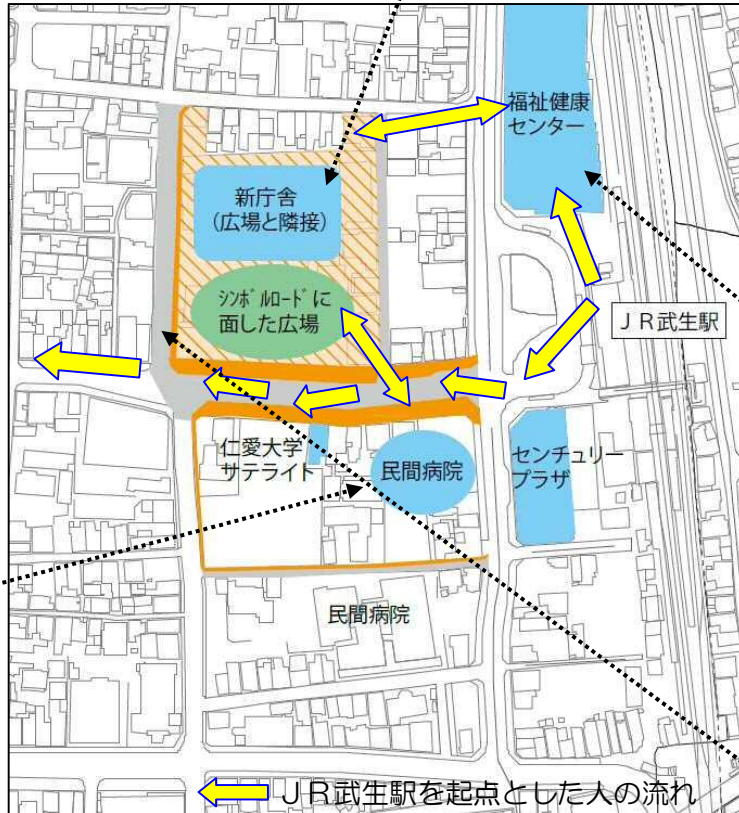 福祉健康
センター
新庁舎
(広場と隣接)
シンボルロードに
面した広場
JR武生駅
仁愛大学
サテライト
民間病院
センチュリー
プラザ
民間病院
JR武生駅を起点とした人の流れ